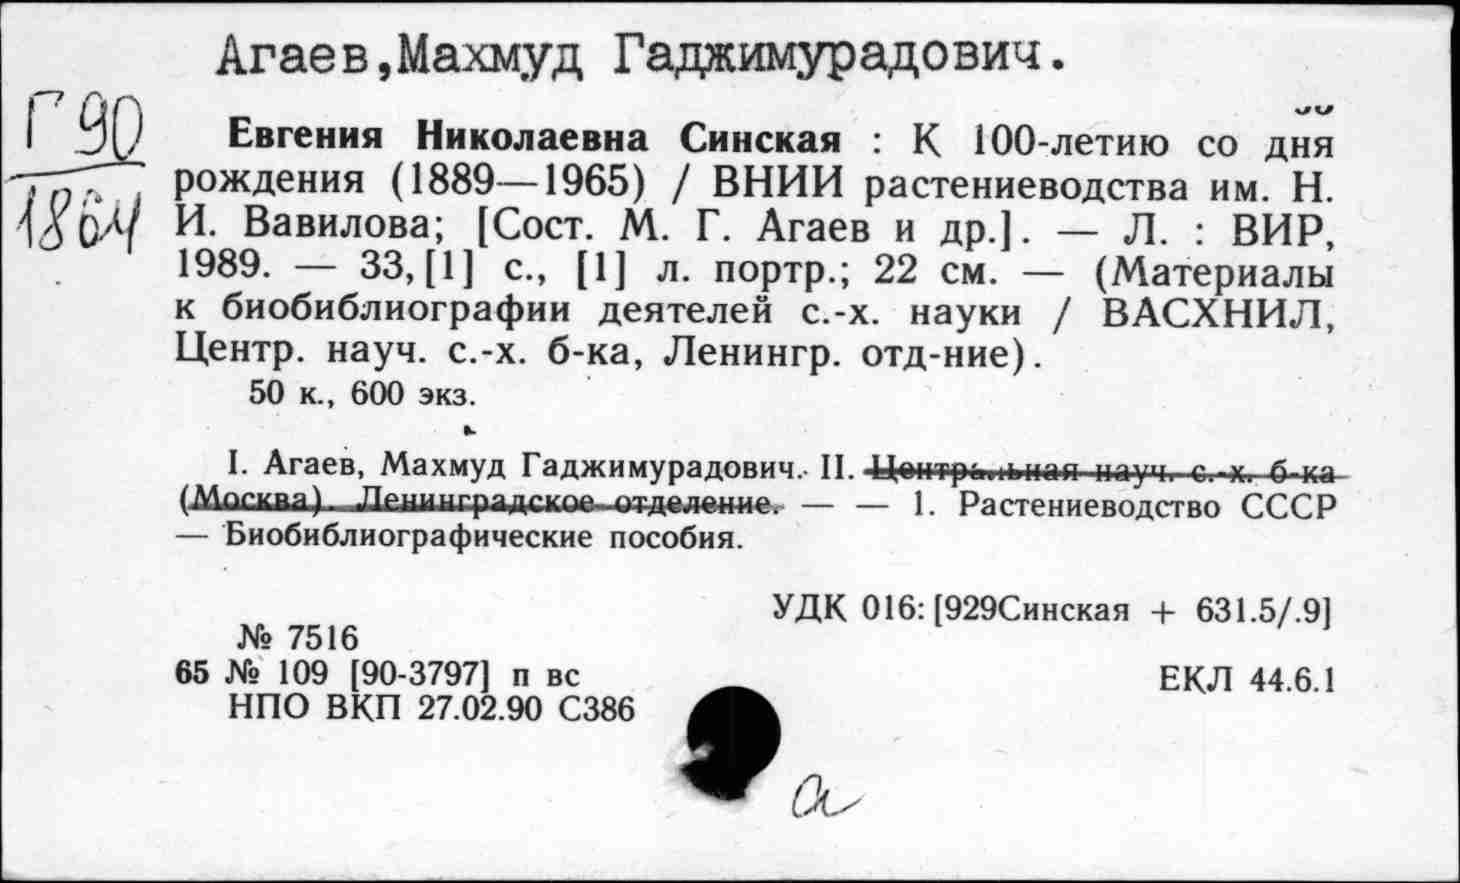 Агаев,Махмуд Гаджимурадович.
Г90
1864
Евгения Николаевна Синская : К 100-летию со дня
рождения (1889—1965) / ВНИИ растениеводства им. Н.
И. Вавилова; [Сост. М. Г. Агаев и др.]. — Л. : ВИР,
1989. — 33,[1] с., [1] л. портр.; 22 см. — (Материалы
к биобиблиографии деятелей с.-х. науки / ВАСХНИЛ,
Центр. науч. с.-х. б-ка, Ленингр. отд-ние).
50 к., 600 экз.
I. Агаев, Махмуд Гаджимурадович. II. Центральная науч. с.-х. б-ка
(Москва). Ленинградское отделение. — — 1. Растениеводство СССР
— Биобиблиографические пособия.
УДК 016:[929Синская + 631.5/.9]
№ 7516
65 № 109 [90-3797] п вс
ЕКЛ 44.6.1
НПО ВКП 27.02.90 С386